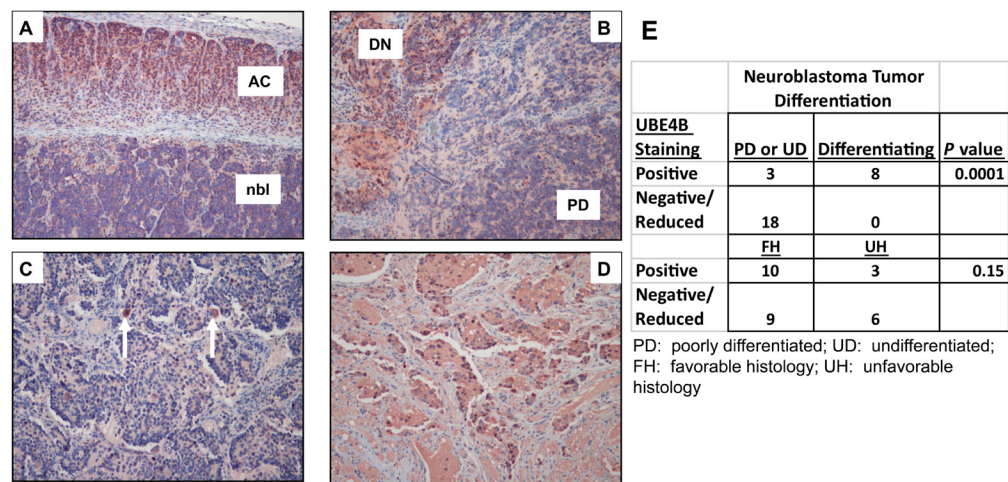 A
AC
nbl
B
DN
PD
C
D
E
Neuroblastoma Tumor
Differentiation
UBE4B
Staining PD or UD Differentiating P value
Positive 3 8 0.0001
Negative/
Reduced 18 0
FH UH
Positive 10 3 0.15
Negative/
Reduced 9 6
PD: poorly differentiated; UD: undifferentiated;
FH: favorable histology; UH: unfavorable
histology